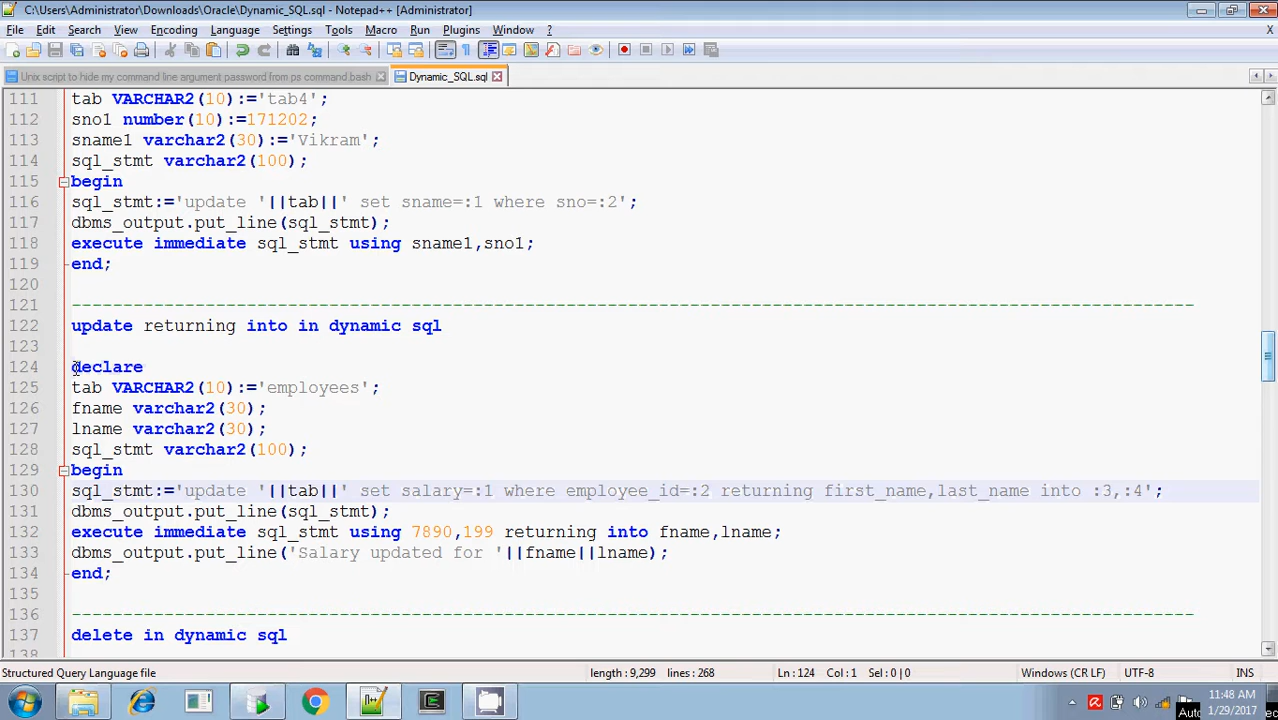 C:\Users\Administrator\Downloads\Oracle\Dynamic_SQL.sql - Notepad++ [Administrator]
File Edit Search View Encoding Language Settings Tools Macro Run Plugins Window ? X
Unix script to hide my command line argument password from ps command.bash Dynamic_SQL.sql
111 tab VARCHAR2(10):='tab4';
112 sno1 number(10):=171202;
113 sname1 varchar2(30):='Vikram';
114 sql_stmt varchar2(100);
115 begin
116 sql_stmt:='update '||tab||' set sname=:1 where sno=:2';
117 dbms_output.put_line(sql_stmt);
118 execute immediate sql_stmt using sname1,sno1;
119 end;
120
121 --------------------------------------------------------------------------------------------------------------
122 update returning into in dynamic sql
123
124 declare
125 tab VARCHAR2(10):='employees';
126 fname varchar2(30);
127 lname varchar2(30);
128 sql_stmt varchar2(100);
129 begin
130 sql_stmt:='update '||tab||' set salary=:1 where employee_id=:2 returning first_name,last_name into :3,:4';
131 dbms_output.put_line(sql_stmt);
132 execute immediate sql_stmt using 7890,199 returning into fname,lname;
133 dbms_output.put_line('Salary updated for '||fname||lname);
134 end;
135
136 --------------------------------------------------------------------------------------------------------------
137 delete in dynamic sql
138
Structured Query Language file length : 9,299 lines : 268 Ln : 124 Col : 1 Sel : 0 | 0 Windows (CR LF) UTF-8 INS
11:48 AM
1/29/2017